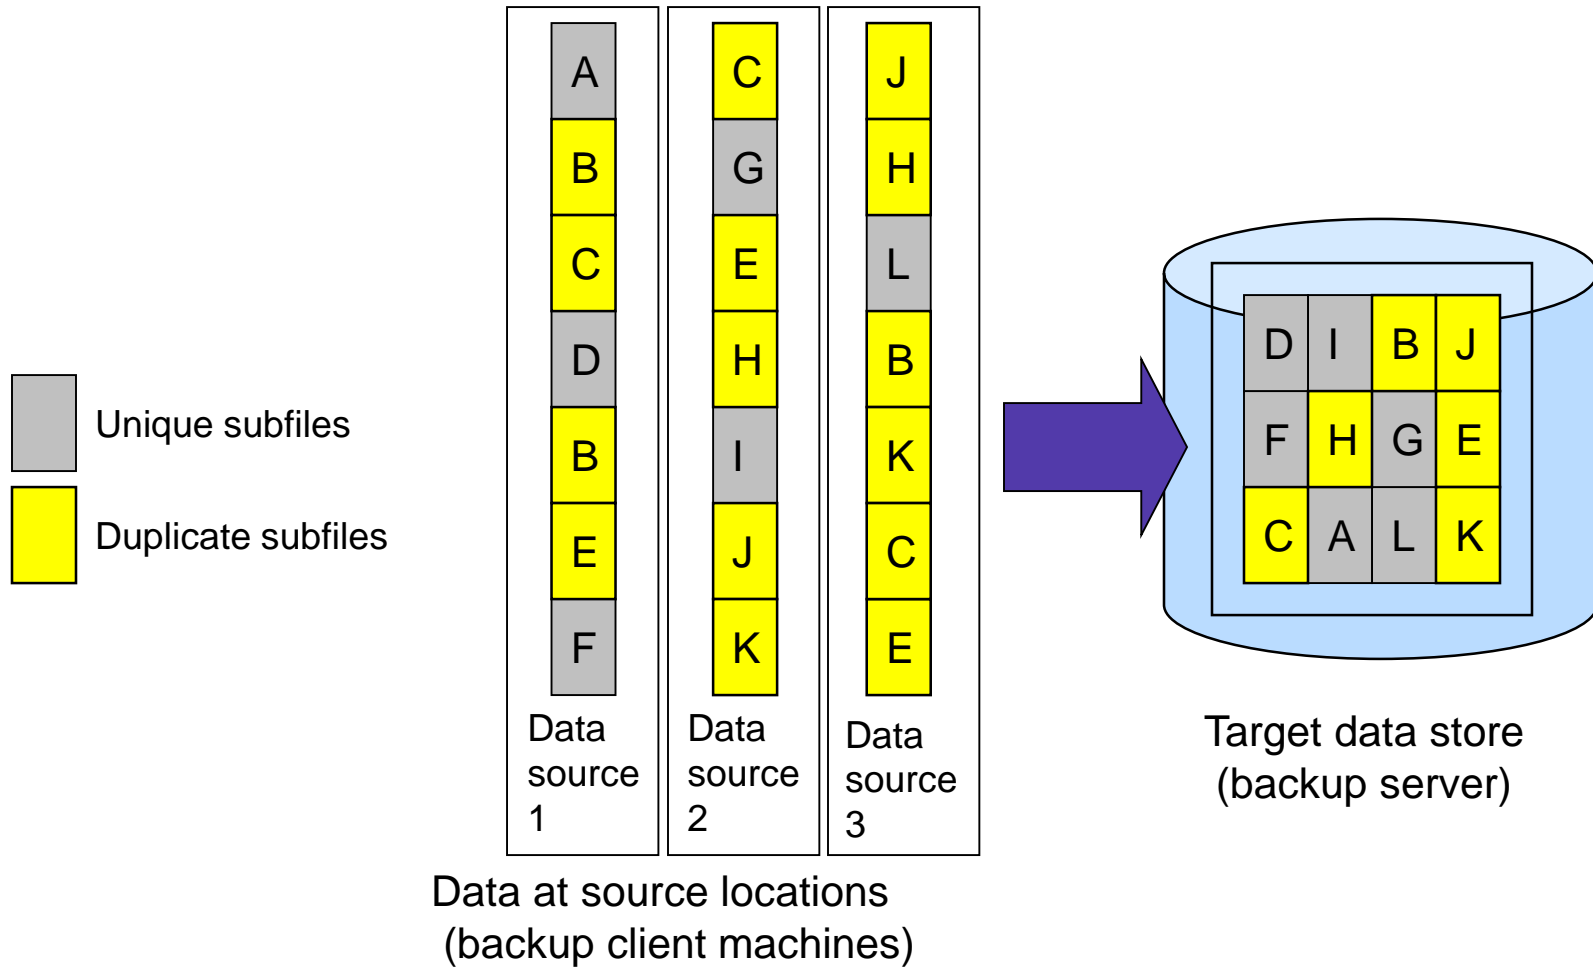 Unique subfiles
Duplicate subfiles
A
B
C
D
B
E
F
Data
source
1
C
G
E
H
I
J
K
Data
source
2
J
H
L
B
K
C
E
Data
source
3
Data at source locations
(backup client machines)
D I B J
F H G E
C A L K
Target data store
(backup server)